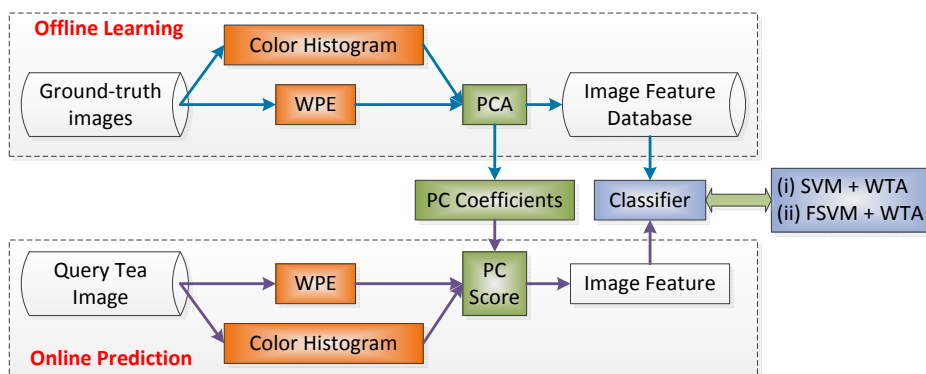 Offline Learning
Color Histogram
Ground-truth
images
WPE
PCA
Image Feature
Database
PC Coefficients
Classifier
(i) SVM + WTA
(ii) FSVM + WTA
Query Tea
Image
WPE
PC
Score
Image Feature
Color Histogram
Online Prediction